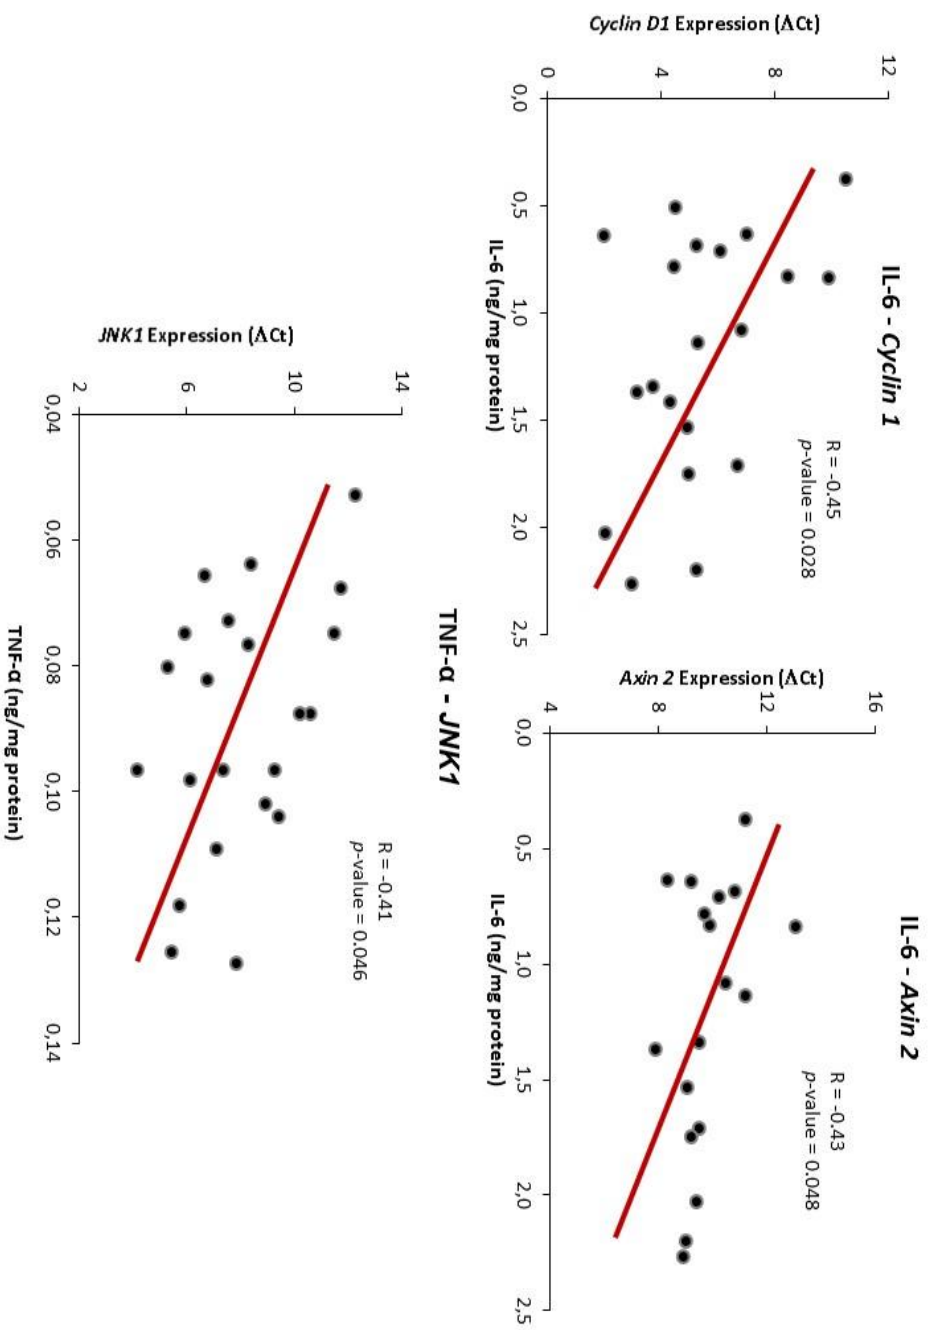 IL-6 - Cyclin 1
R = -0.45
ρ-value = 0.028
Cyclin D1 Expression (ΛCt)
12
8
4
0
0,0 0,5 1,0 1,5 2,0 2,5
IL-6 (ng/mg protein)
IL-6 - Axin 2
R = -0.43
ρ-value = 0.048
Axin 2 Expression (ΛCt)
16
12
8
4
0,0 0,5 1,0 1,5 2,0 2,5
IL-6 (ng/mg protein)
TNF-α - JNK1
R = -0.41
ρ-value = 0.046
JNK1 Expression (ΛCt)
14
10
6
2
0,04 0,06 0,08 0,10 0,12 0,14
TNF-α (ng/mg protein)